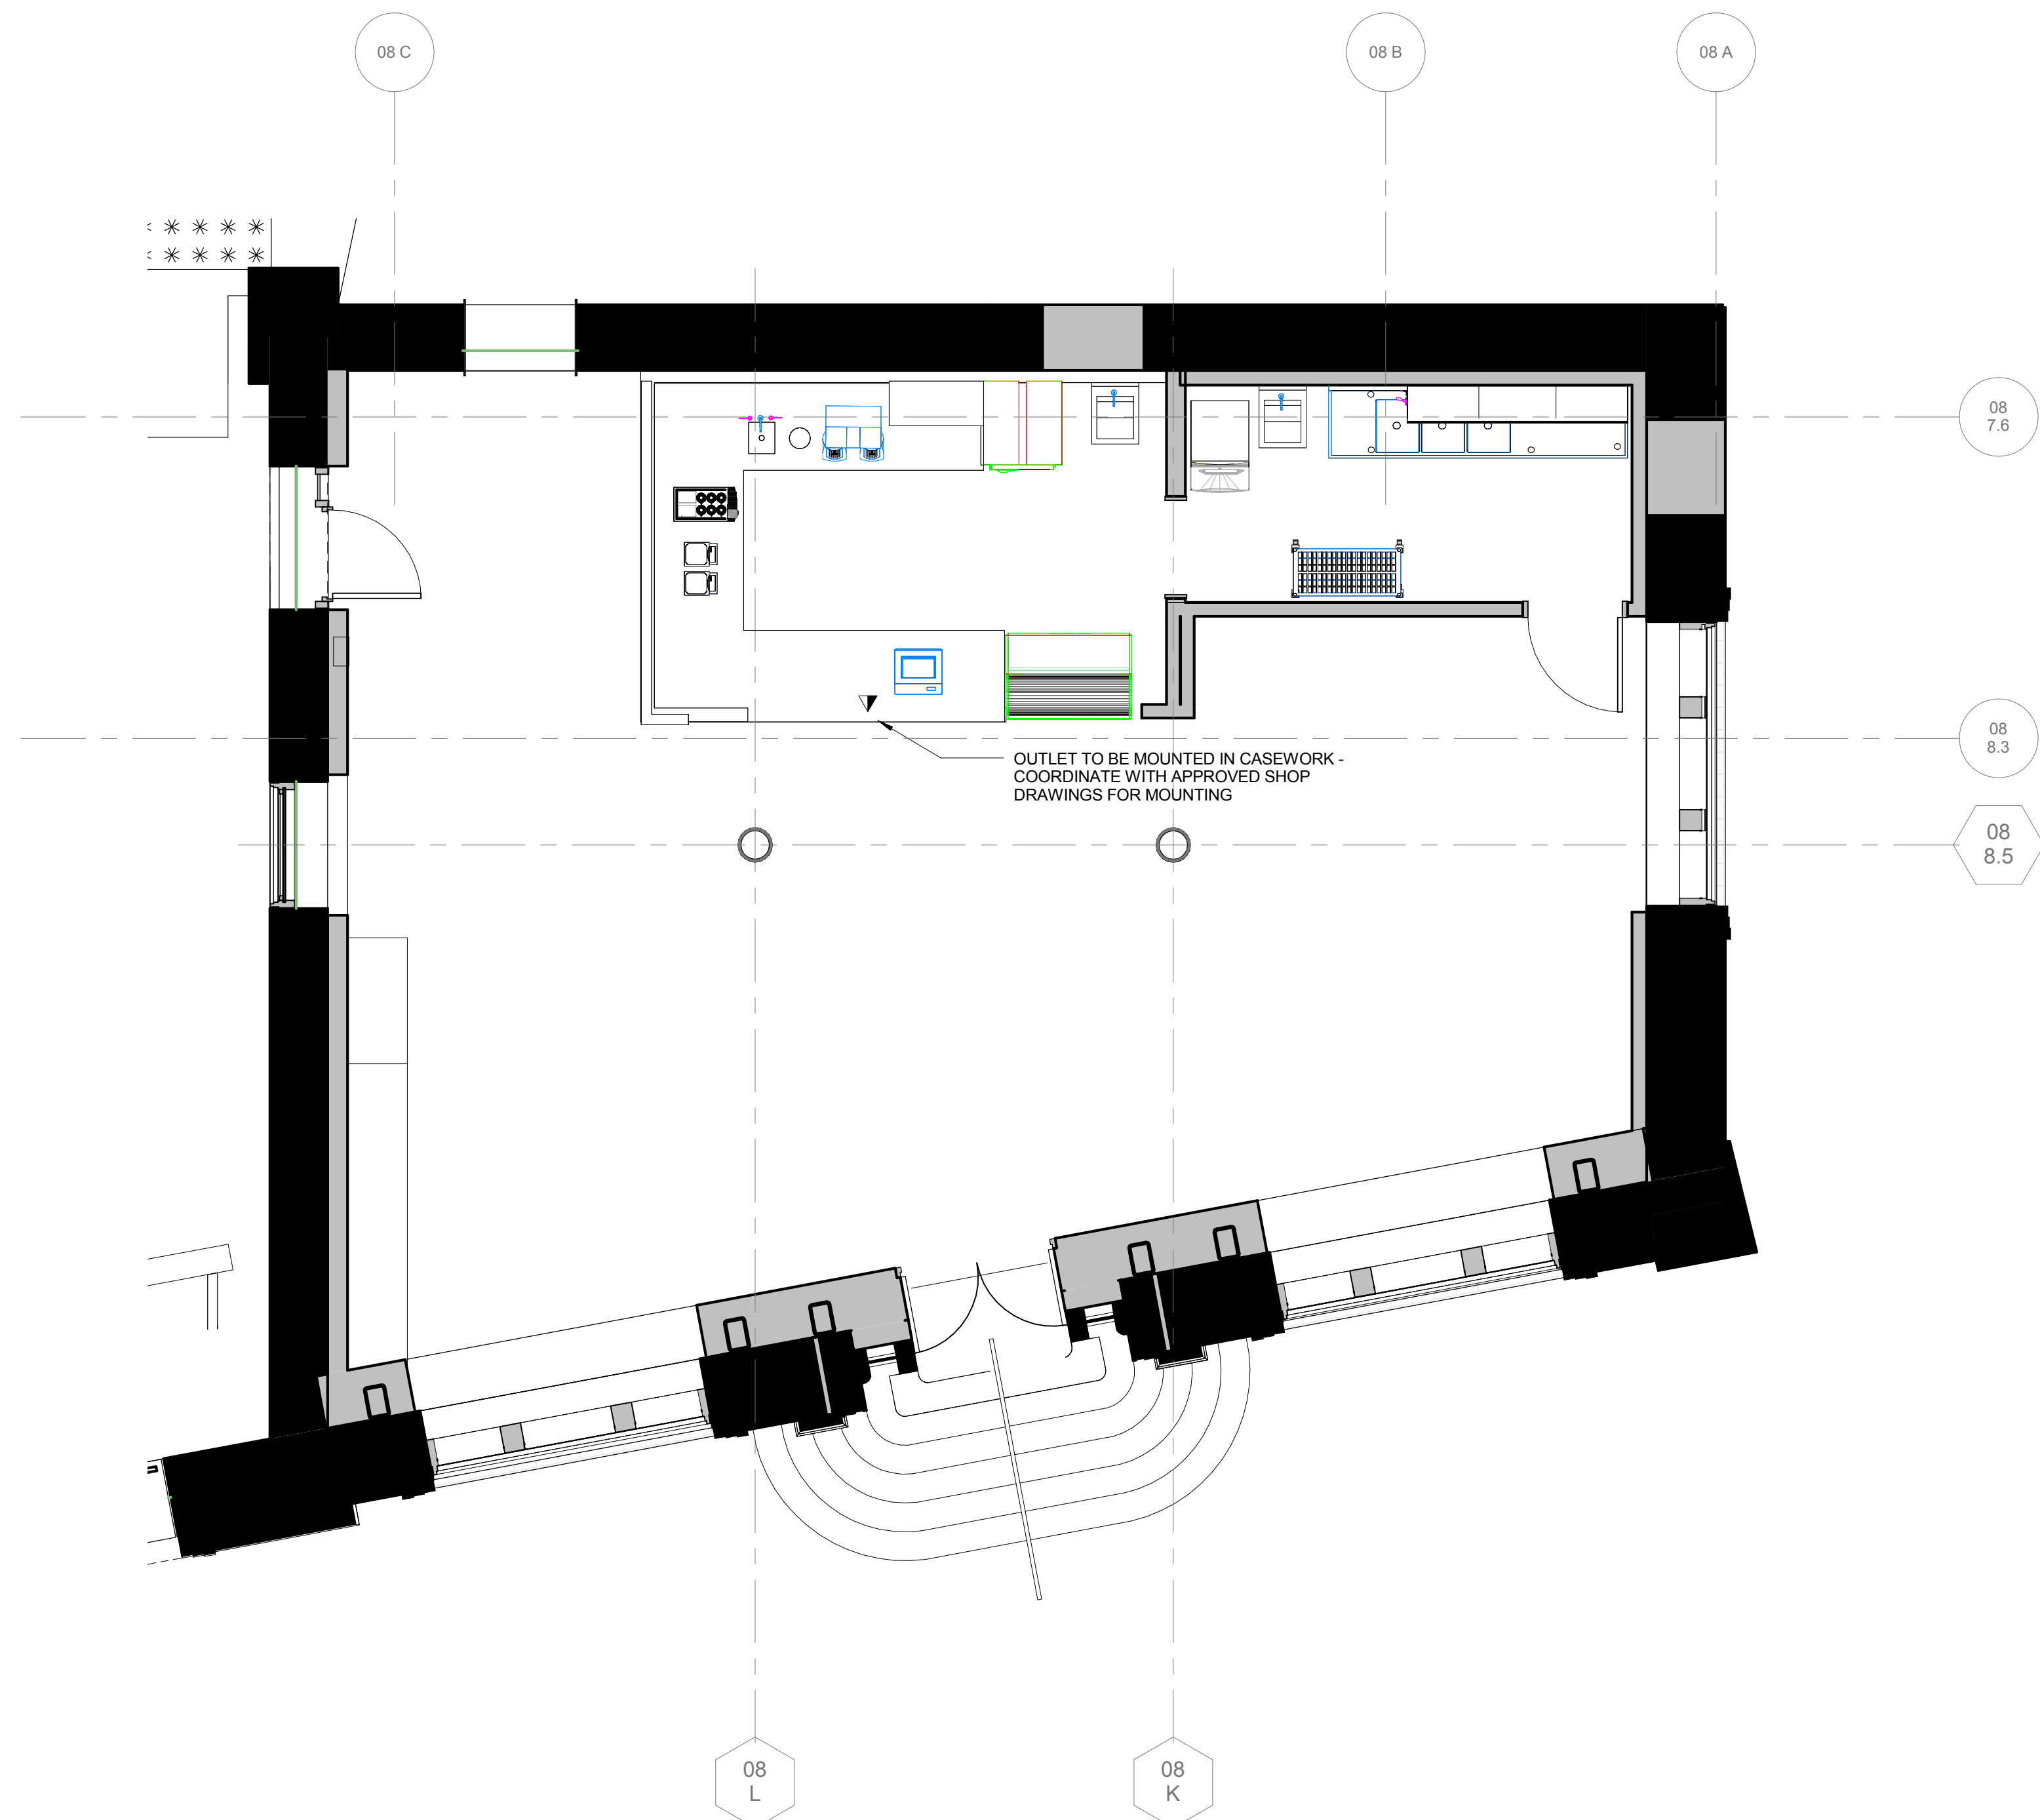 08 C
08 B
08 A
08
7.6
08
8.3
OUTLET TO BE MOUNTED IN CASEWORK -
COORDINATE WITH APPROVED SHOP
DRAWINGS FOR MOUNTING
08
8.5
08
L
08
K